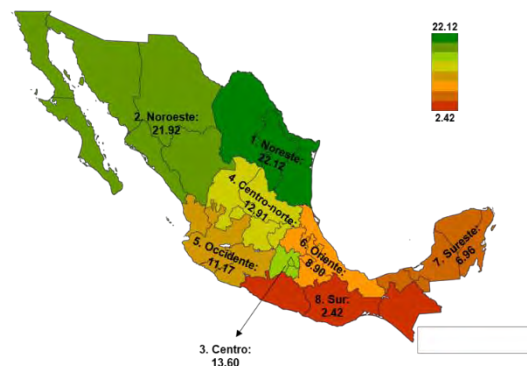 22.12
2.42
2. Noroeste:
21.92
1. Noreste:
22.12
4. Centro-norte:
12.91
5. Occidente:
11.17
6. Oriente:
8.90
7. Sureste:
6.96
8. Sur:
2.42
3. Centro:
13.60